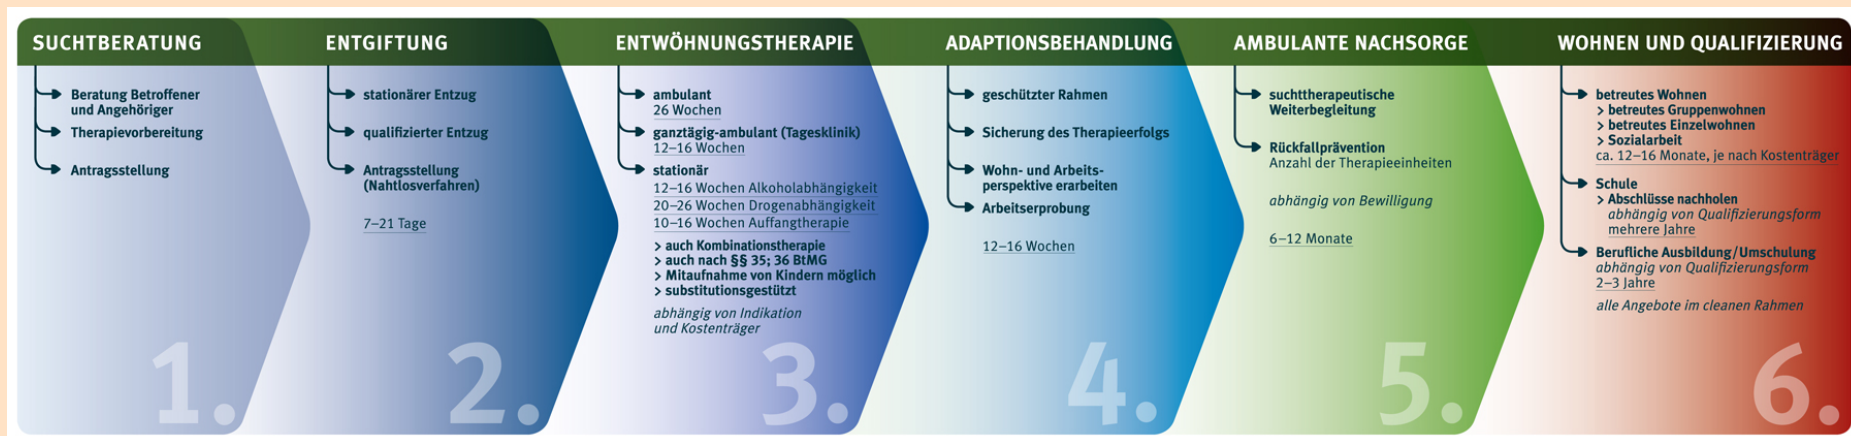 SUCHTBERATUNG
Beratung Betroffener
und Angehöriger
Therapievorbereitung
Antragsstellung
1.
ENTGIFTUNG
stationärer Entzug
qualifizierter Entzug
Antragsstellung
(Nahtlosverfahren)
7–21 Tage
2.
ENTWÖHNUNGSTHERAPIE
ambulant
26 Wochen
ganztägig-ambulant (Tagesklinik)
12–16 Wochen
stationär
12–16 Wochen Alkoholabhängigkeit
20–26 Wochen Drogenabhängigkeit
10–16 Wochen Auffangtherapie
> auch Kombinationstherapie
> auch nach §§ 35; 36 BtMG
> Mitaufnahme von Kindern möglich
> substitutionsgestützt
abhängig von Indikation
und Kostenträger
3.
ADAPTIONSBEHANDLUNG
geschützter Rahmen
Sicherung des Therapieerfolgs
Wohn- und Arbeits-
perspektive erarbeiten
Arbeitserprobung
12–16 Wochen
4.
AMBULANTE NACHSORGE
suchttherapeutische
Weiterbegleitung
Rückfallprävention
Anzahl der Therapieeinheiten
abhängig von Bewilligung
6–12 Monate
5.
WOHNEN UND QUALIFIZIERUNG
betreutes Wohnen
> betreutes Gruppenwohnen
> betreutes Einzelwohnen
> Sozialarbeit
ca. 12–16 Monate, je nach Kostenträger
Schule
> Abschlüsse nachholen
abhängig von Qualifizierungsform
mehrere Jahre
Berufliche Ausbildung/Umschulung
abhängig von Qualifizierungsform
2–3 Jahre
alle Angebote im cleanen Rahmen
6.